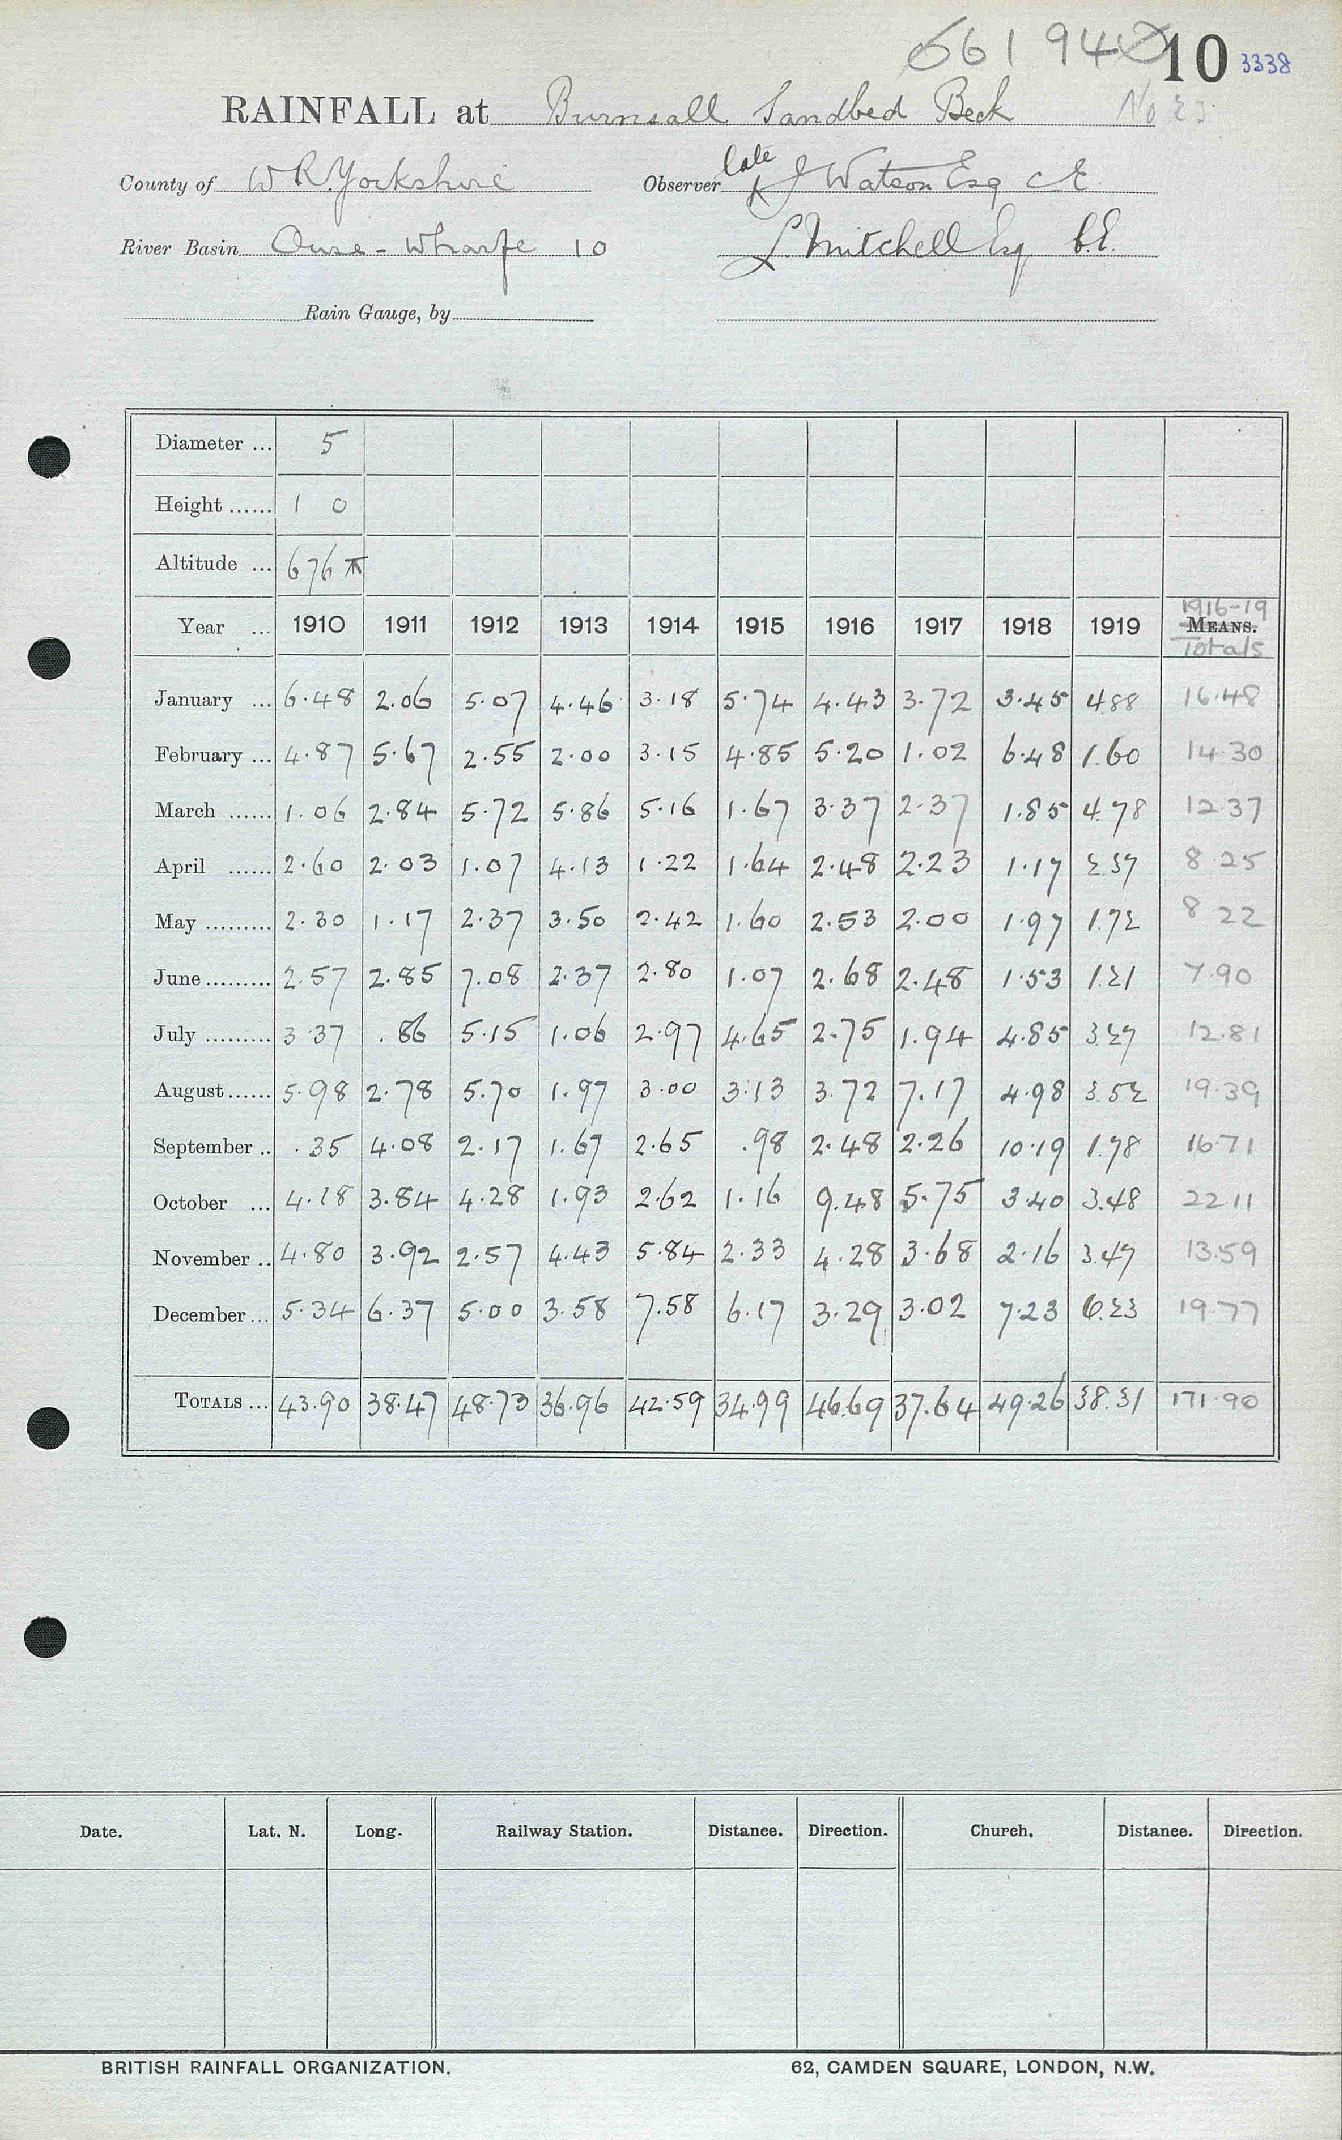 661 942 10 3338
RAINFALL at Burnsall Sandbed Beck No 23
County of W R Yorkshire Observer late J Watson Esq CE
River Basin Ouse - Wharfe 10 L. Mitchell Esq C.E.
Rain Gauge, by
Diameter ... 5
Height ...... 1 0
Altitude ... 676
Year ... 1910 1911 1912 1913 1914 1915 1916 1917 1918 1919 1916-19 MEANS. Totals
January ... 6.48 2.06 5.07 4.46 3.18 5.74 4.43 3.72 3.45 4.88 16.48
February ... 4.87 5.67 2.55 2.00 3.15 4.85 5.20 1.02 6.48 1.60 14.30
March ...... 1.06 2.84 5.72 5.86 5.16 1.67 3.37 2.37 1.85 4.78 12.37
April ...... 2.60 2.03 1.07 4.13 1.22 1.64 2.48 2.23 1.17 2.37 8.25
May ......... 2.30 1.17 2.37 3.50 2.42 1.60 2.53 2.00 1.97 1.72 8.22
June ......... 2.57 2.85 7.08 2.37 2.80 1.07 2.68 2.48 1.53 1.21 7.90
July ......... 3.37 .86 5.15 1.06 2.97 4.65 2.75 1.94 4.85 3.27 12.81
August ...... 5.98 2.78 5.70 1.97 3.00 3.13 3.72 7.17 4.98 3.52 19.39
September .. .35 4.08 2.17 1.67 2.65 .98 2.48 2.26 10.19 1.78 16.71
October ... 4.18 3.84 4.28 1.93 2.62 1.16 9.48 5.75 3.40 3.48 22.11
November .. 4.80 3.92 2.57 4.43 5.84 2.33 4.28 3.68 2.16 3.47 13.59
December ... 5.34 6.37 5.00 3.58 7.58 6.17 3.29 3.02 7.23 6.23 19.77
TOTALS ... 43.90 38.47 48.73 36.96 42.59 34.99 46.69 37.64 49.26 38.31 171.90
Date. Lat. N. Long. Railway Station. Distance. Direction. Church. Distance. Direction.
BRITISH RAINFALL ORGANIZATION. 62, CAMDEN SQUARE, LONDON, N.W.